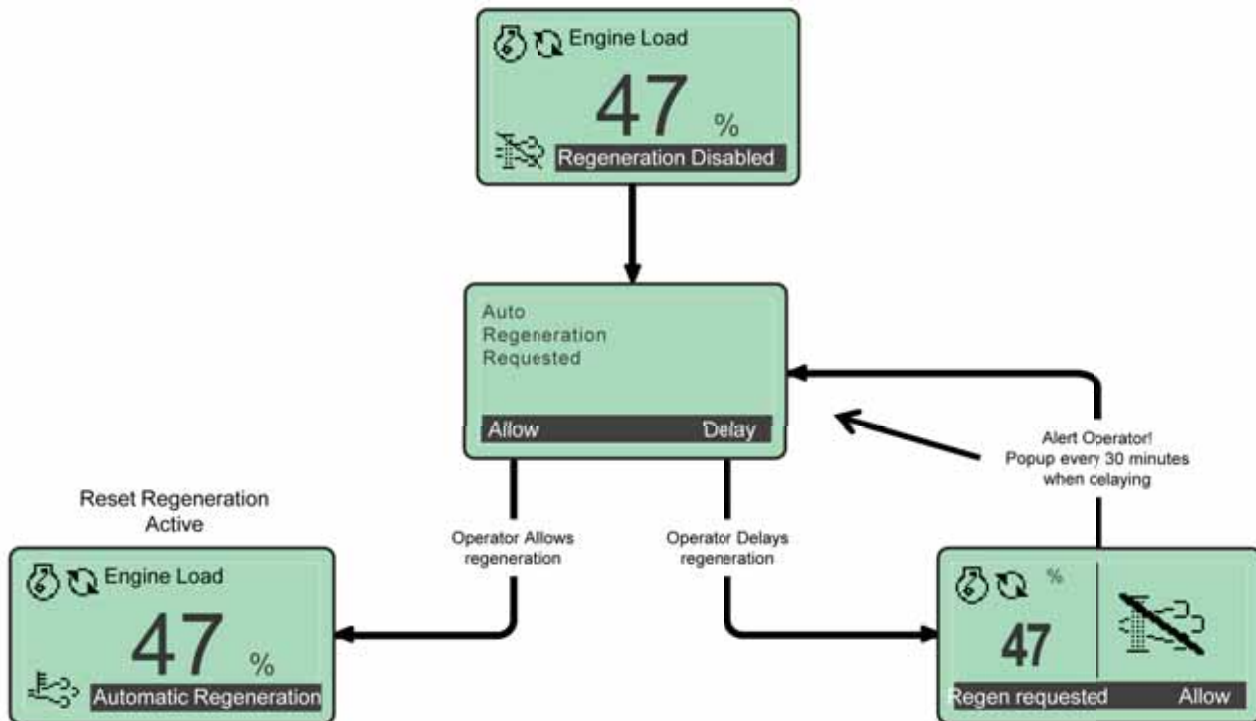 Engine Load
47 %
Regeneration Disabled
Auto
Regeneration
Requested
Allow Delay
Alert Operator!
Popup every 30 minutes
when celaying
Operator Allows
regeneration
Operator Delays
regeneration
Reset Regeneration
Active
Engine Load
47 %
Automatic Regeneration
%
47
Regen requested Allow